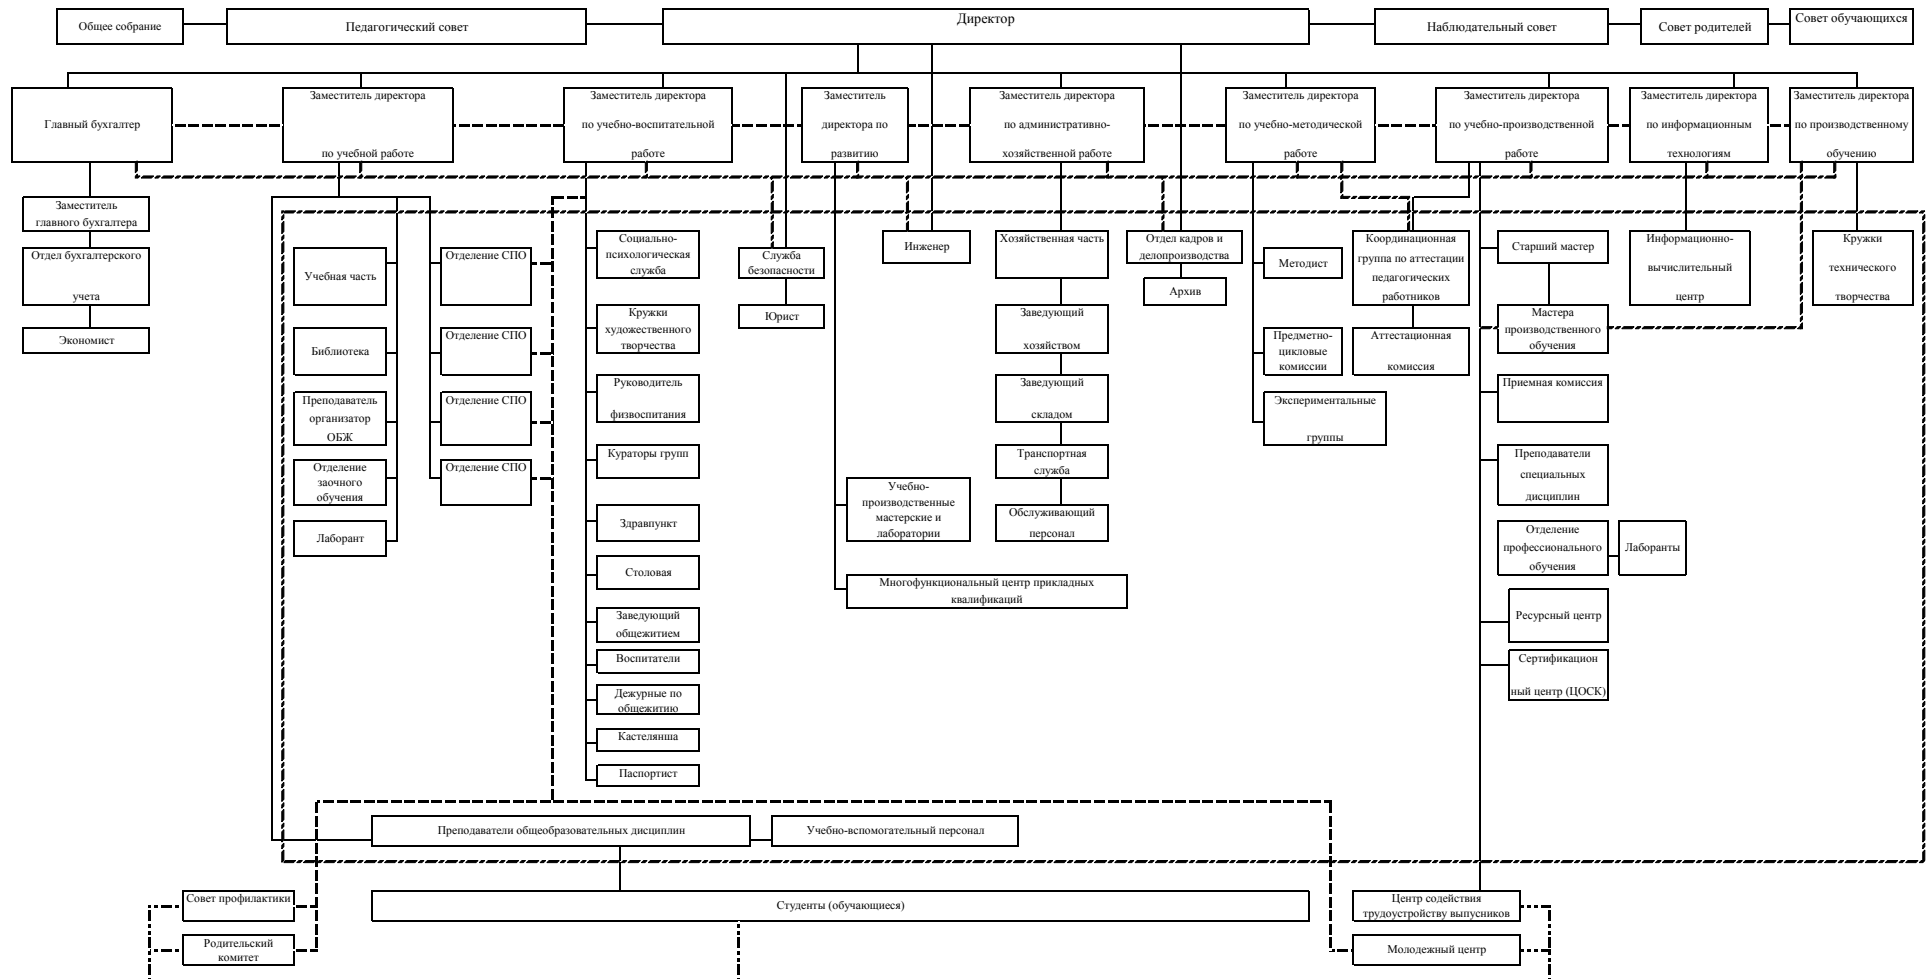 Общее собрание
Педагогический совет
Директор
Наблюдательный совет
Совет родителей
Совет обучающихся
Главный бухгалтер
Заместитель директора
по учебной работе
Заместитель директора
по учебно-воспитательной
работе
Заместитель
директора по
развитию
Заместитель директора
по административно-
хозяйственной работе
Заместитель директора
по учебно-методической
работе
Заместитель директора
по учебно-производственной
работе
Заместитель директора
по информационным
технологиям
Заместитель директора
по производственному
обучению
Заместитель
главного бухгалтера
Отдел бухгалтерского
учета
Экономист
Учебная часть
Библиотека
Преподаватель
организатор
ОБЖ
Отделение
заочного
обучения
Лаборант
Отделение СПО
Отделение СПО
Отделение СПО
Отделение СПО
Социально-
психологическая
служба
Кружки
художественного
творчества
Руководитель
физвоспитания
Кураторы групп
Здравпункт
Столовая
Заведующий
общежитием
Воспитатели
Дежурные по
общежитию
Кастелянша
Паспортист
Служба
безопасности
Юрист
Учебно-
производственные
мастерские и
лаборатории
Многофункциональный центр прикладных
квалификаций
Инженер
Хозяйственная часть
Заведующий
хозяйством
Заведующий
складом
Транспортная
служба
Обслуживающий
персонал
Отдел кадров и
делопроизводства
Архив
Методист
Предметно-
цикловые
комиссии
Экспериментальные
группы
Координационная
группа по аттестации
педагогических
работников
Аттестационная
комиссия
Старший мастер
Мастера
производственного
обучения
Приемная комиссия
Преподаватели
специальных
дисциплин
Отделение
профессионального
обучения
Лаборанты
Ресурсный центр
Сертификацион
ный центр (ЦОСК)
Информационно-
вычислительный
центр
Кружки
технического
творчества
Преподаватели общеобразовательных дисциплин
Учебно-вспомогательный персонал
Совет профилактики
Студенты (обучающиеся)
Центр содействия
трудоустройству выпусников
Родительский
комитет
Молодежный центр